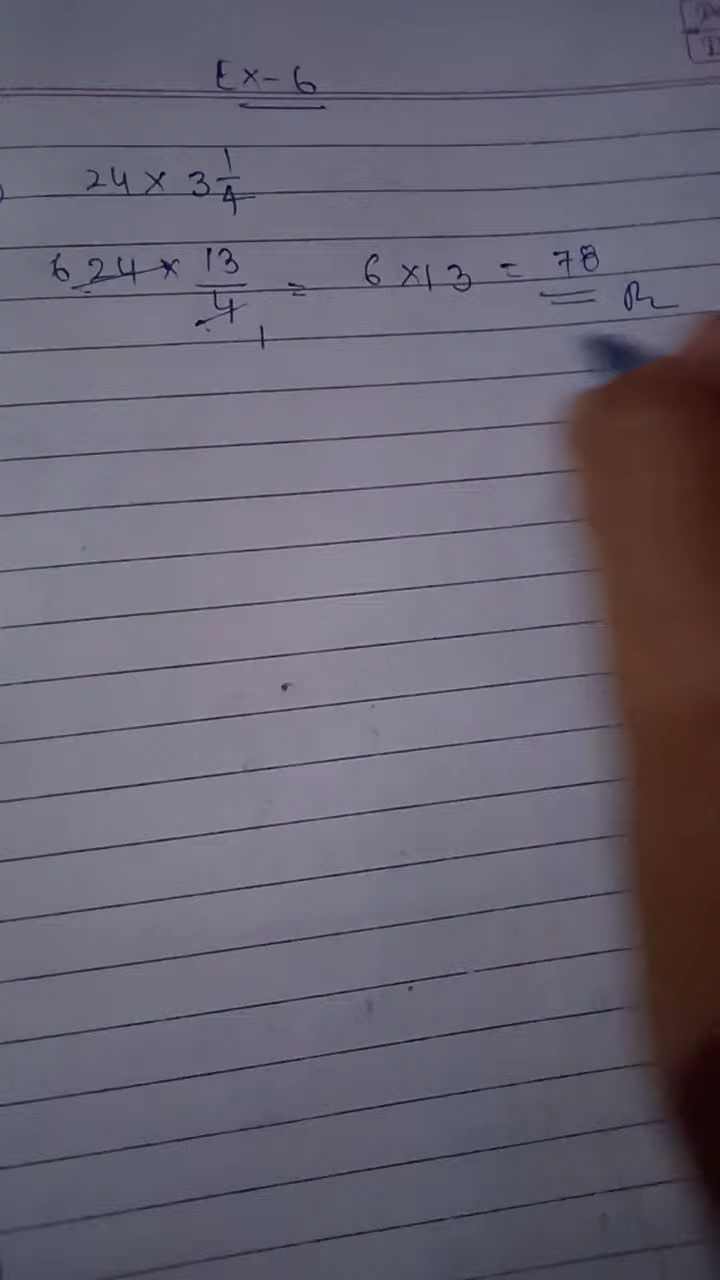 Ex-6
24 × 3 1/4
6 24 × 13/4 = 6 × 13 = 78
1